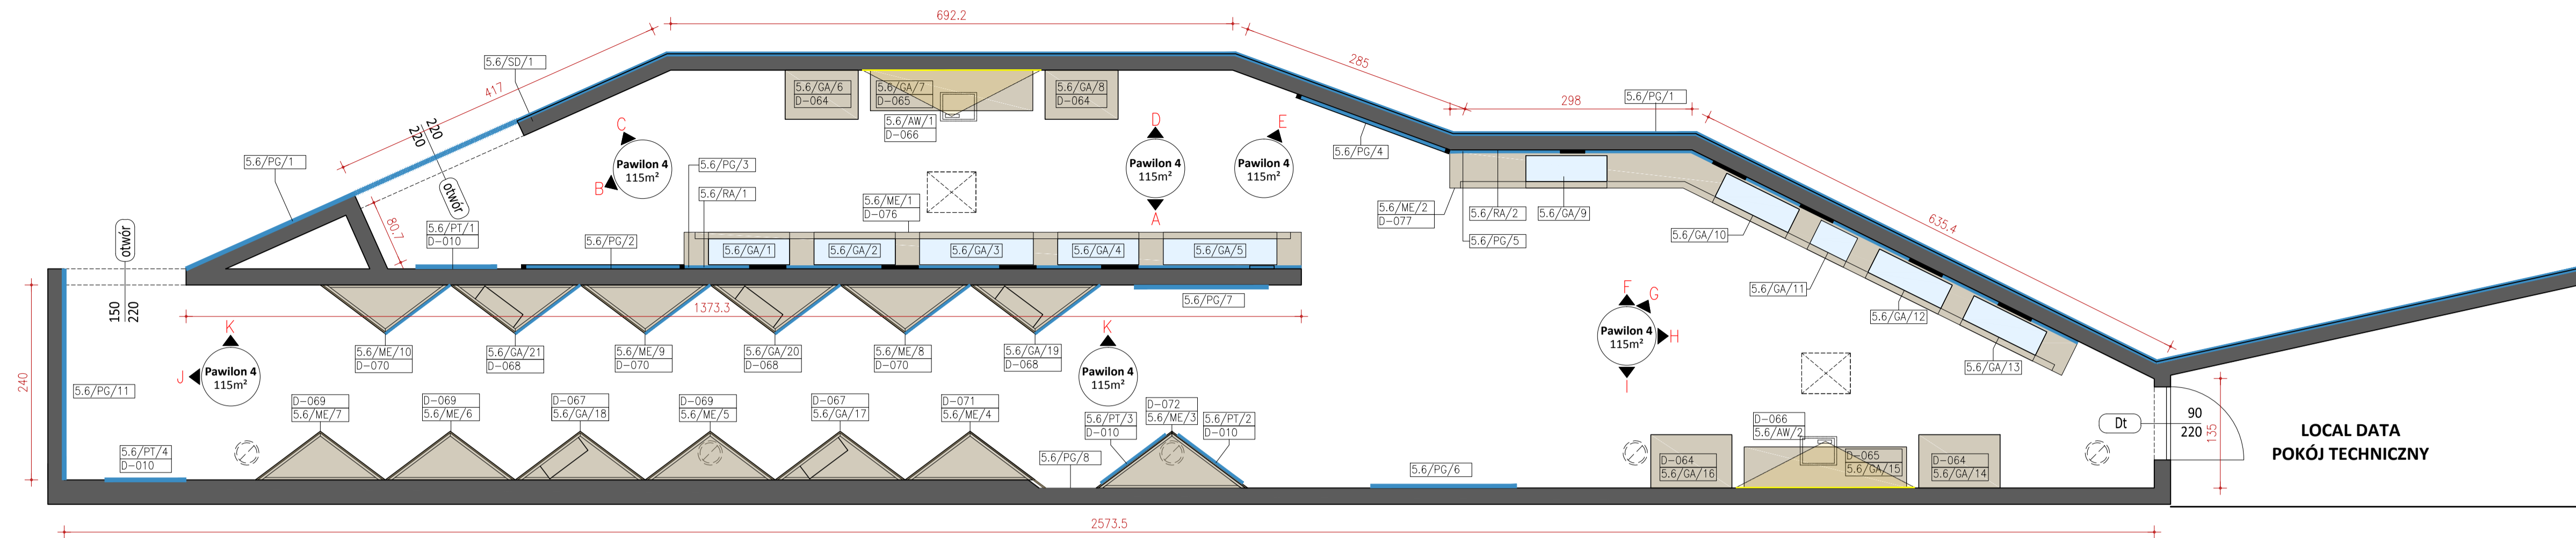 692.2
285
417
298
5.6/SD/1
5.6/PG/1
5.6/PG/1
220
220
otwór
5.6/GA/6
D-064
5.6/GA/7
D-065
5.6/GA/8
D-064
5.6/AW/1
D-066
C
Pawilon 4
115m²
B
D
Pawilon 4
115m²
A
E
Pawilon 4
115m²
5.6/PG/4
5.6/PG/3
5.6/RA/1
5.6/ME/1
D-076
80.7
5.6/PT/1
D-010
5.6/PG/2
5.6/GA/1
5.6/GA/2
5.6/GA/3
5.6/GA/4
5.6/GA/5
5.6/ME/2
D-077
5.6/RA/2
5.6/PG/5
5.6/GA/9
5.6/GA/10
5.6/GA/11
5.6/GA/12
5.6/GA/13
635.4
otwór
150
220
240
1373.3
5.6/PG/7
K
Pawilon 4
115m²
J
5.6/PG/11
5.6/ME/10
D-070
5.6/GA/21
D-068
5.6/ME/9
D-070
5.6/GA/20
D-068
5.6/ME/8
D-070
5.6/GA/19
D-068
K
Pawilon 4
115m²
F
G
Pawilon 4
115m²
H
I
D-069
5.6/ME/7
D-069
5.6/ME/6
D-067
5.6/GA/18
D-069
5.6/ME/5
D-067
5.6/GA/17
D-071
5.6/ME/4
5.6/PT/3
D-010
D-072
5.6/ME/3
5.6/PT/2
D-010
5.6/PT/4
D-010
5.6/PG/8
5.6/PG/6
D-066
5.6/AW/2
D-064
5.6/GA/16
D-065
5.6/GA/15
D-064
5.6/GA/14
Dt
90
220
135
LOCAL DATA
POKÓJ TECHNICZNY
2573.5